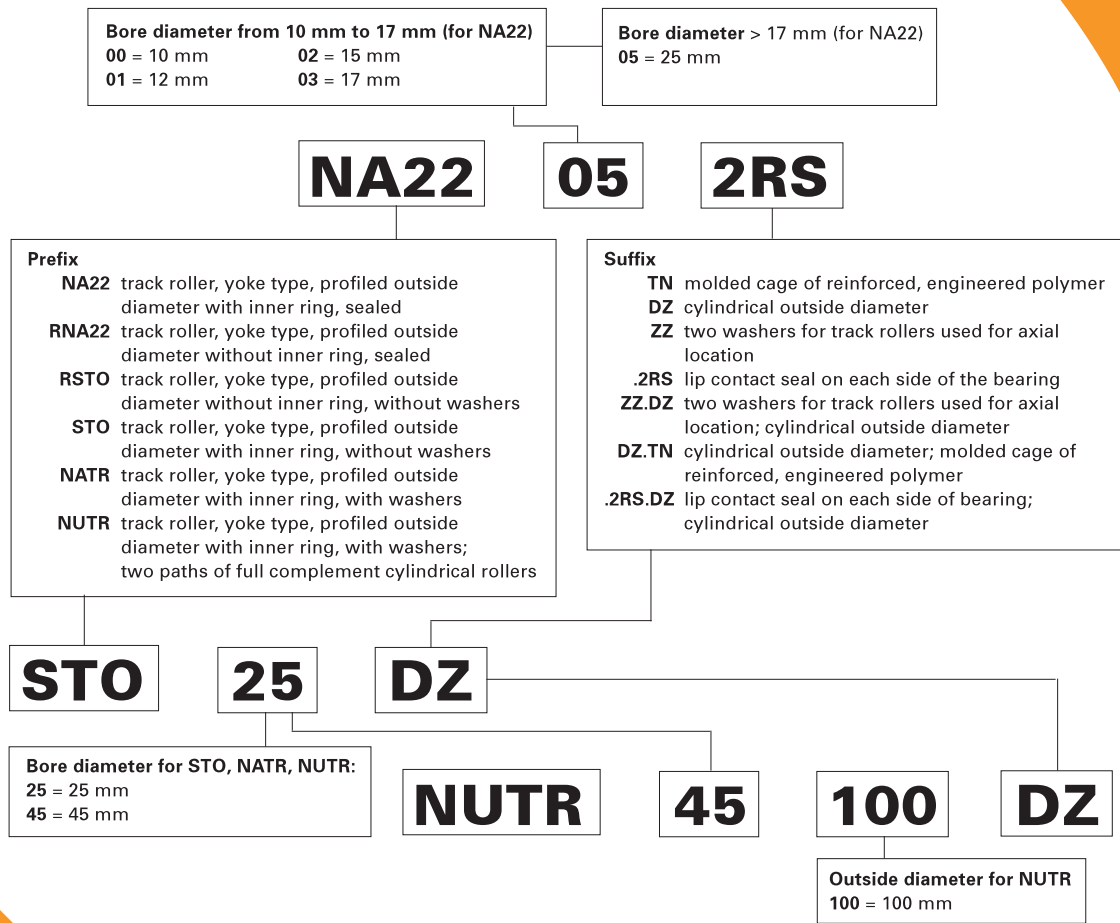 Bore diameter from 10 mm to 17 mm (for NA22)
00 = 10 mm 02 = 15 mm
01 = 12 mm 03 = 17 mm
Bore diameter > 17 mm (for NA22)
05 = 25 mm
NA22 05 2RS
Prefix
NA22 track roller, yoke type, profiled outside
diameter with inner ring, sealed
RNA22 track roller, yoke type, profiled outside
diameter without inner ring, sealed
RSTO track roller, yoke type, profiled outside
diameter without inner ring, without washers
STO track roller, yoke type, profiled outside
diameter with inner ring, without washers
NATR track roller, yoke type, profiled outside
diameter with inner ring, with washers
NUTR track roller, yoke type, profiled outside
diameter with inner ring, with washers;
two paths of full complement cylindrical rollers
Suffix
TN molded cage of reinforced, engineered polymer
DZ cylindrical outside diameter
ZZ two washers for track rollers used for axial
location
.2RS lip contact seal on each side of the bearing
ZZ.DZ two washers for track rollers used for axial
location; cylindrical outside diameter
DZ.TN cylindrical outside diameter; molded cage of
reinforced, engineered polymer
.2RS.DZ lip contact seal on each side of bearing;
cylindrical outside diameter
STO 25 DZ
Bore diameter for STO, NATR, NUTR:
25 = 25 mm
45 = 45 mm
NUTR 45 100 DZ
Outside diameter for NUTR
100 = 100 mm